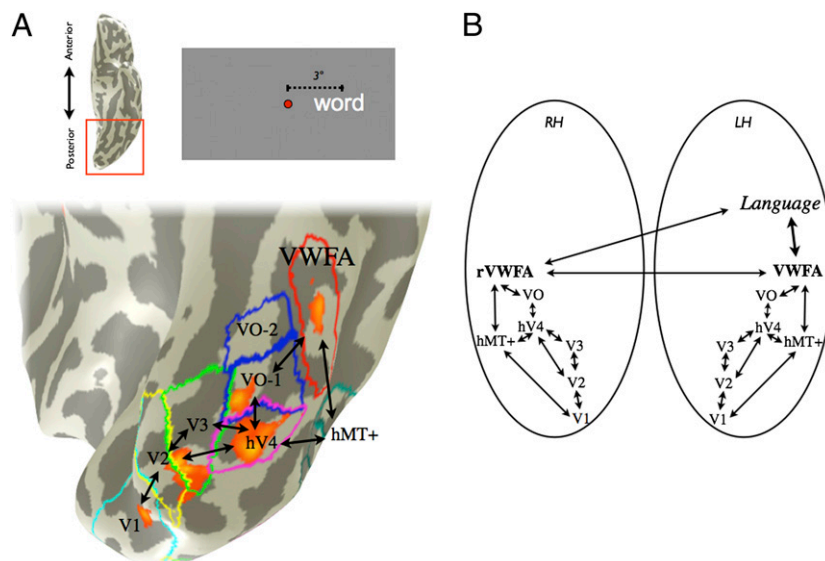 A
Anterior
Posterior
3°
word
VWFA
VO-2
VO-1
V3
hV4
hMT+
V2
V1
B
RH
LH
Language
rVWFA
VWFA
VO
VO
hV4
hV4
hMT+
V3
V3
hMT+
V2
V2
V1
V1